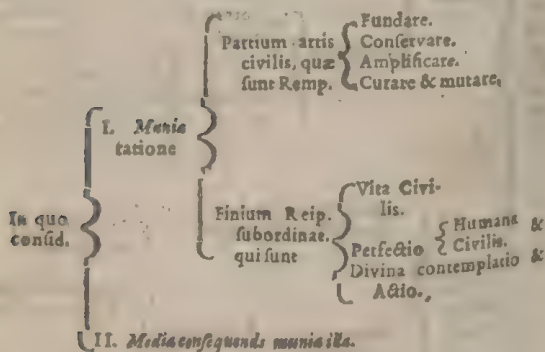 Partium artis
civilis, quæ
sunt Remp.
Fundare.
Conſervare.
Amplificare.
Curare & mutare.
In quo
conſid.
I. Munia
tatione
Finium Reip.
ſubordinat.
qui ſunt
Vita Civi-
lis.
Perfectio
Humana &
Civilis.
Divina contemplatio &
Actio.
II. Media conſequendi munia illa.